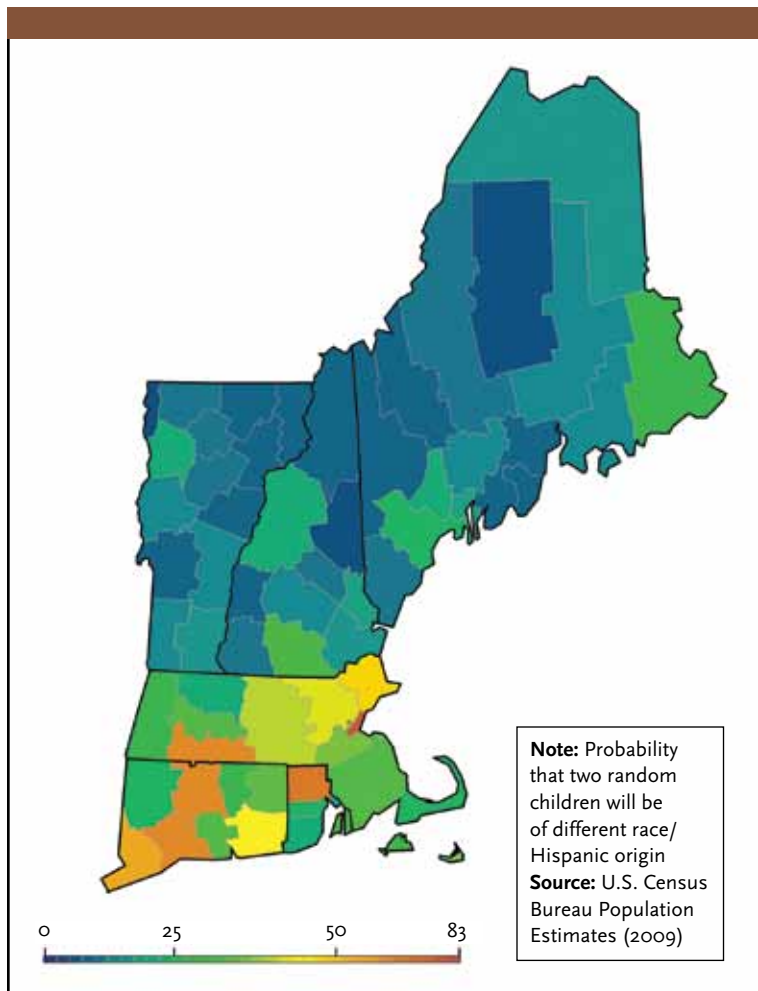 Note: Probability
that two random
children will be
of different race/
Hispanic origin
Source: U.S. Census
Bureau Population
Estimates (2009)
0 25 50 83